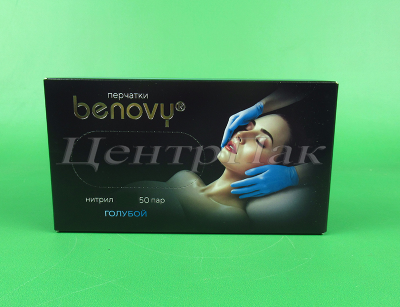 перчатки
benovy®
ЦентрПак
нитрил 50 пар
ГОЛУБОЙ